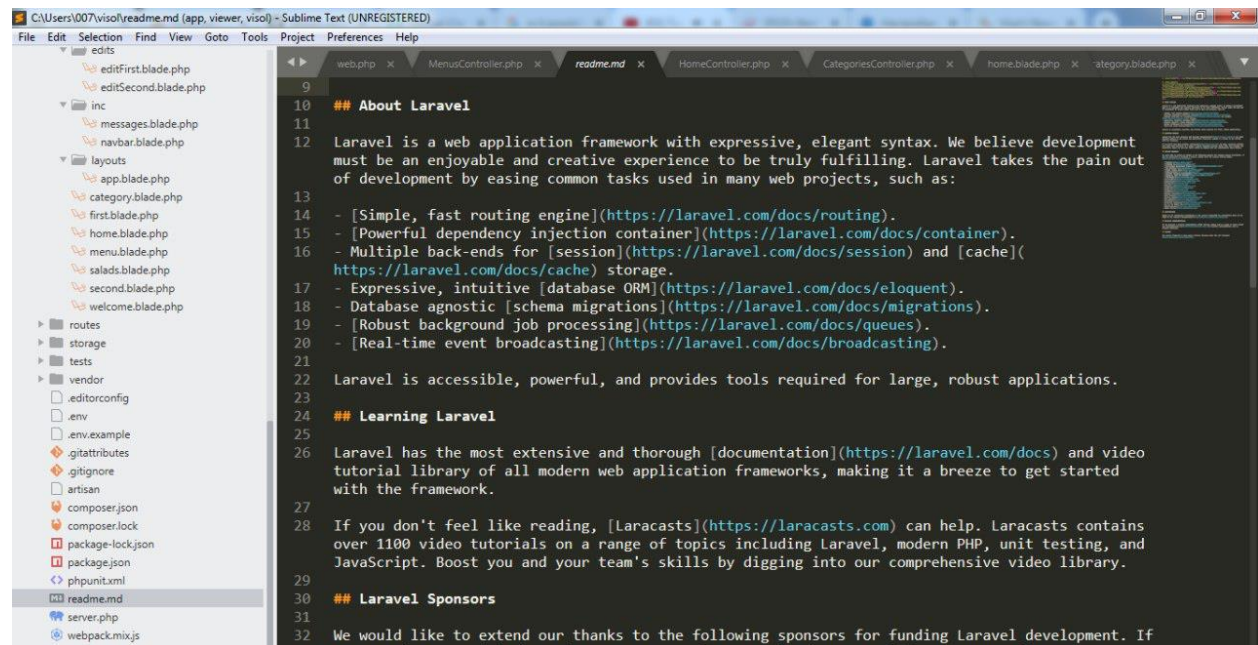 C:\Users\007\visol\readme.md (app, viewer, visol) - Sublime Text (UNREGISTERED)
File Edit Selection Find View Goto Tools Project Preferences Help
edits
editFirst.blade.php
editSecond.blade.php
inc
messages.blade.php
navbar.blade.php
layouts
app.blade.php
category.blade.php
first.blade.php
home.blade.php
menu.blade.php
salads.blade.php
second.blade.php
welcome.blade.php
routes
storage
tests
vendor
.editorconfig
.env
.env.example
.gitattributes
.gitignore
artisan
composer.json
composer.lock
package-lock.json
package.json
phpunit.xml
readme.md
server.php
webpack.mix.js
web.php MenusController.php readme.md HomeController.php CategoriesController.php home.blade.php ategory.blade.php
9
10 ## About Laravel
11
12 Laravel is a web application framework with expressive, elegant syntax. We believe development
must be an enjoyable and creative experience to be truly fulfilling. Laravel takes the pain out
of development by easing common tasks used in many web projects, such as:
13
14 - [Simple, fast routing engine](https://laravel.com/docs/routing).
15 - [Powerful dependency injection container](https://laravel.com/docs/container).
16 - Multiple back-ends for [session](https://laravel.com/docs/session) and [cache](
https://laravel.com/docs/cache) storage.
17 - Expressive, intuitive [database ORM](https://laravel.com/docs/eloquent).
18 - Database agnostic [schema migrations](https://laravel.com/docs/migrations).
19 - [Robust background job processing](https://laravel.com/docs/queues).
20 - [Real-time event broadcasting](https://laravel.com/docs/broadcasting).
21
22 Laravel is accessible, powerful, and provides tools required for large, robust applications.
23
24 ## Learning Laravel
25
26 Laravel has the most extensive and thorough [documentation](https://laravel.com/docs) and video
tutorial library of all modern web application frameworks, making it a breeze to get started
with the framework.
27
28 If you don't feel like reading, [Laracasts](https://laracasts.com) can help. Laracasts contains
over 1100 video tutorials on a range of topics including Laravel, modern PHP, unit testing, and
JavaScript. Boost you and your team's skills by digging into our comprehensive video library.
29
30 ## Laravel Sponsors
31
32 We would like to extend our thanks to the following sponsors for funding Laravel development. If